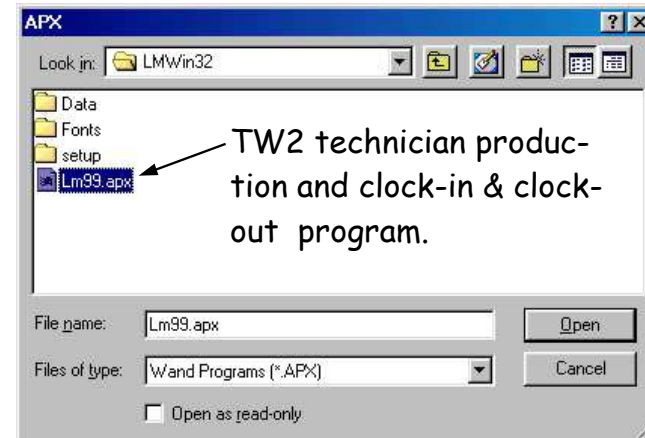 APX
Look in: LMWin32
Data
Fonts
setup
Lm99.apx
TW2 technician produc-
tion and clock-in & clock-
out program.
File name: Lm99.apx Open
Files of type: Wand Programs (*.APX) Cancel
Open as read-only